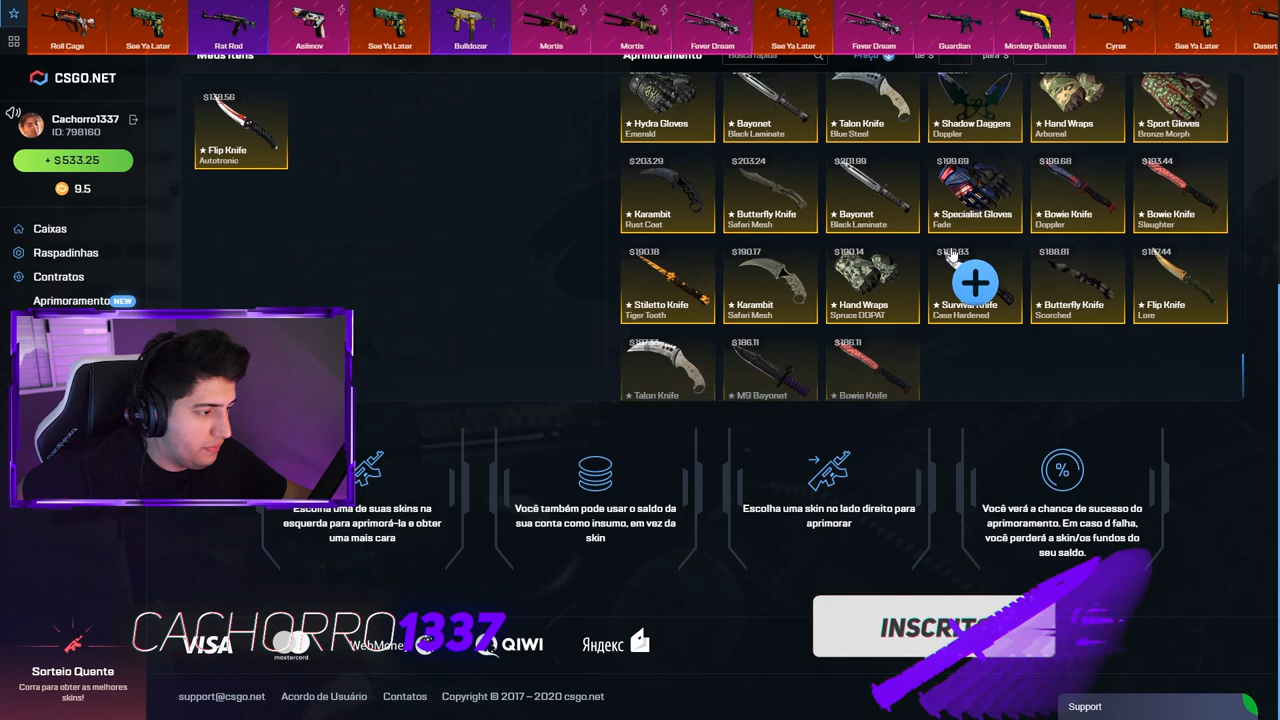 Roll Cage
See Ya Later
Rat Rod
Asiimov
See Ya Later
Bulldozer
Mortis
Mortis
Fever Dream
See Ya Later
Fever Dream
Guardian
Monkey Business
Cyrex
See Ya Later
Desert
CSGO.NET
Meus Itens
Aprimoramento
Busca rápida
Preço
de $
para $
Cachorro1337
ID: 798160
+ $ 533.25
9.5
Caixas
Raspadinhas
Contratos
Aprimoramento NEW
$138.56
★ Flip Knife
Autotronic
★ Hydra Gloves
Emerald
★ Bayonet
Black Laminate
★ Talon Knife
Blue Steel
★ Shadow Daggers
Doppler
★ Hand Wraps
Arboreal
★ Sport Gloves
Bronze Morph
$203.29
★ Karambit
Rust Coat
$203.24
★ Butterfly Knife
Safari Mesh
$201.99
★ Bayonet
Black Laminate
$199.69
★ Specialist Gloves
Fade
$199.68
★ Bowie Knife
Doppler
$193.44
★ Bowie Knife
Slaughter
$190.18
★ Stiletto Knife
Tiger Tooth
$190.17
★ Karambit
Safari Mesh
$190.14
★ Hand Wraps
Spruce DDPAT
★ Survival Knife
Case Hardened
$188.81
★ Butterfly Knife
Scorched
★ Flip Knife
Lore
★ Talon Knife
$186.11
★ M9 Bayonet
$186.11
★ Bowie Knife
Escolha uma de suas skins na
esquerda para aprimorá-la e obter
uma mais cara
Você também pode usar o saldo da
sua conta como insumo, em vez da
skin
Escolha uma skin no lado direito para
aprimorar
Você verá a chance de sucesso do
aprimoramento. Em caso d falha,
você perderá a skin/os fundos do
seu saldo.
CACHORRO1337
INSCRITO
VISA
mastercard.
WebMoney
QIWI
Яндекс
Sorteio Quente
Corra para obter as melhores
skins!
support@csgo.net
Acordo de Usuário
Contatos
Copyright © 2017 – 2020 csgo.net
Support